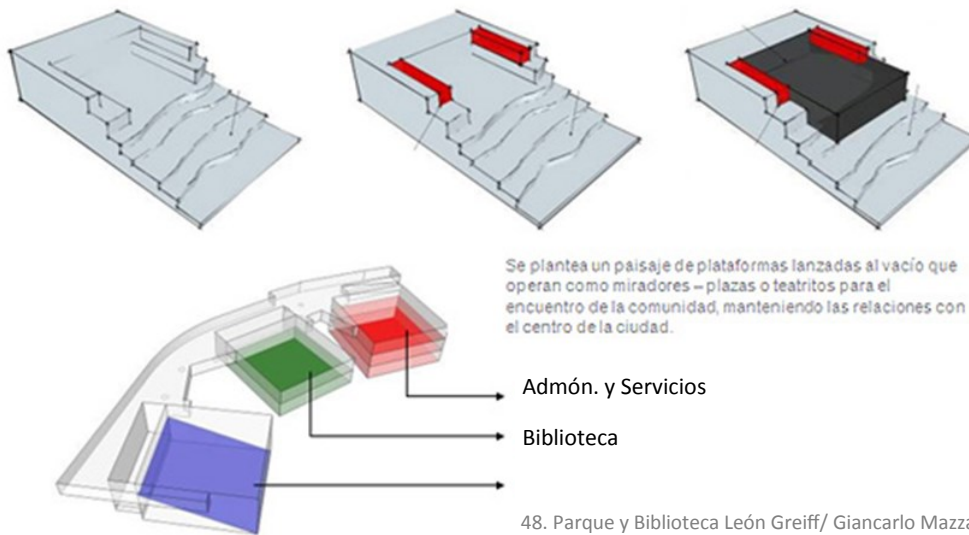 Se plantea un paisaje de plataformas lanzadas al vacío que
operan como miradores – plazas o teatritos para el
encuentro de la comunidad, manteniendo las relaciones con
el centro de la ciudad.
Admón. y Servicios
Biblioteca
48. Parque y Biblioteca León Greiff/ Giancarlo Mazza